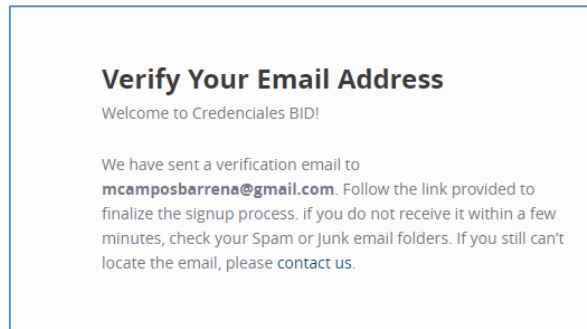 Verify Your Email Address
Welcome to Credenciales BID!
We have sent a verification email to
mcamposbarrena@gmail.com. Follow the link provided to
finalize the signup process. if you do not receive it within a few
minutes, check your Spam or Junk email folders. If you still can't
locate the email, please contact us.